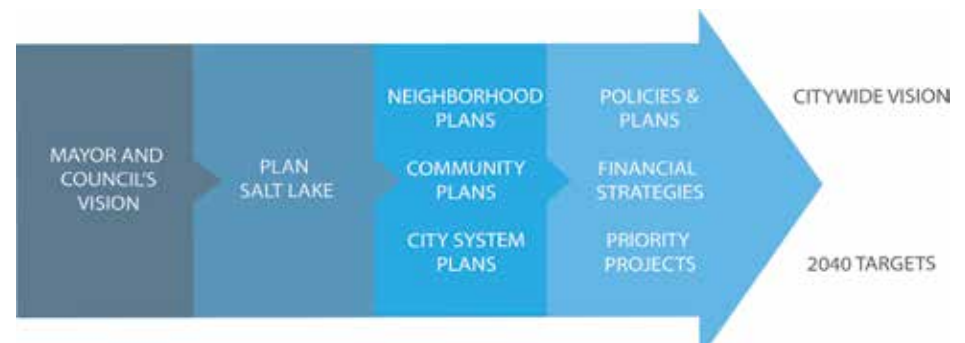 MAYOR AND
COUNCIL'S
VISION
PLAN
SALT LAKE
NEIGHBORHOOD
PLANS
COMMUNITY
PLANS
CITY SYSTEM
PLANS
POLICIES &
PLANS
FINANCIAL
STRATEGIES
PRIORITY
PROJECTS
CITYWIDE VISION
2040 TARGETS